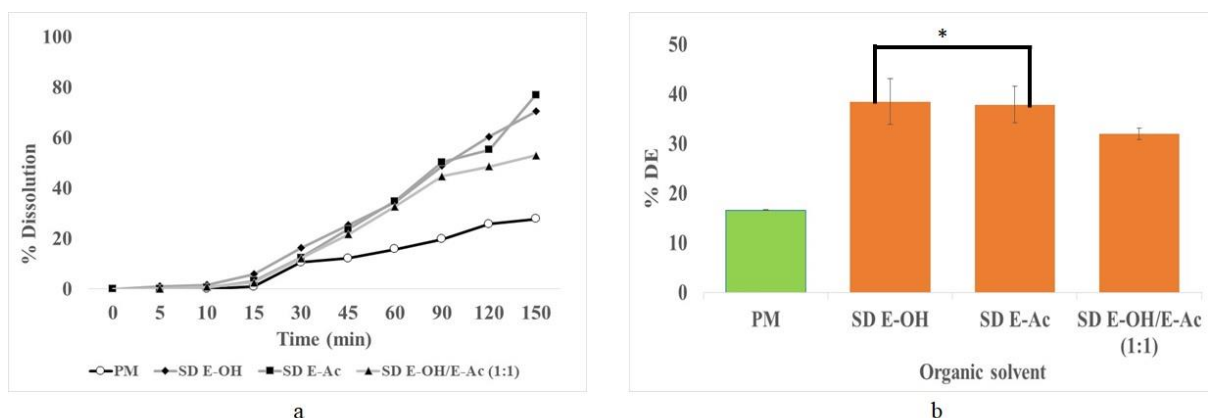 100
80
60
40
20
0
% Dissolution
0 5 10 15 30 45 60 90 120 150
Time (min)
PM SD E-OH SD E-Ac SD E-OH/E-Ac (1:1)
a
50
40
30
20
10
0
% DE
*
PM SD E-OH SD E-Ac SD E-OH/E-Ac
(1:1)
Organic solvent
b